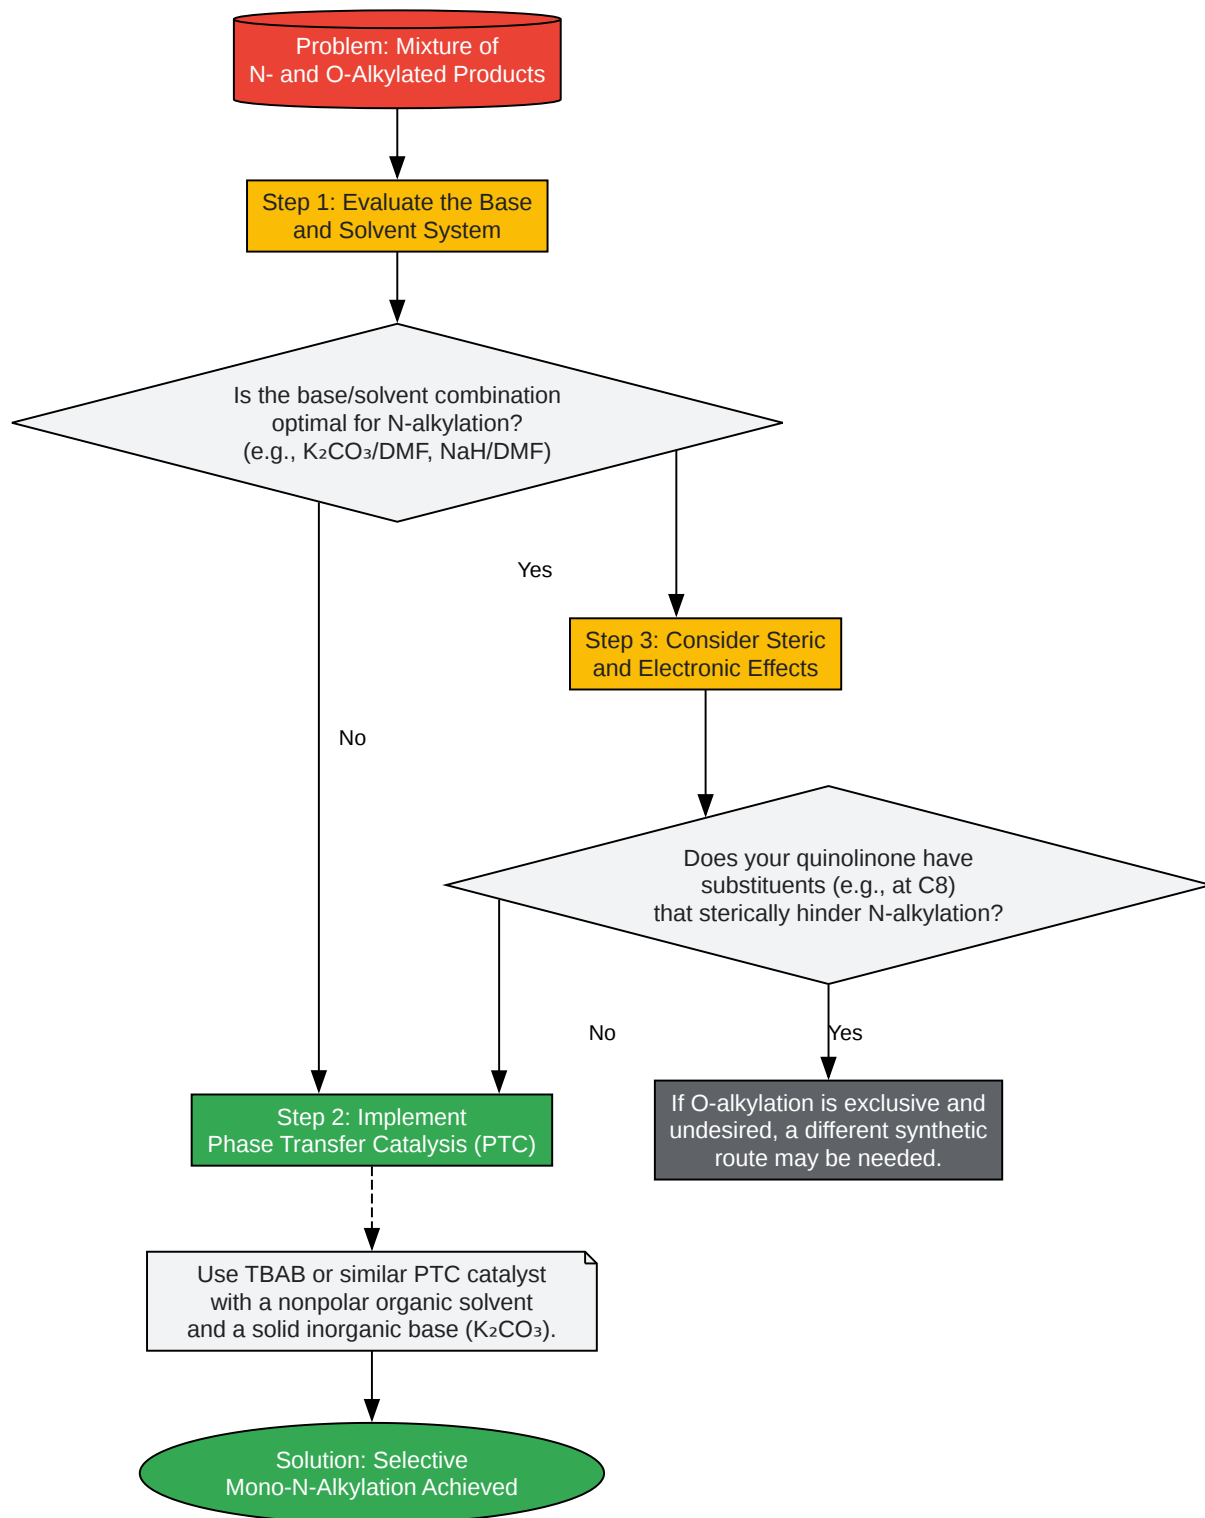 Problem: Mixture of
N- and O-Alkylated Products
Step 1: Evaluate the Base
and Solvent System
Is the base/solvent combination
optimal for N-alkylation?
(e.g., K₂CO₃/DMF, NaH/DMF)
Yes
Step 3: Consider Steric
and Electronic Effects
No
Does your quinolinone have
substituents (e.g., at C8)
that sterically hinder N-alkylation?
No
Yes
Step 2: Implement
Phase Transfer Catalysis (PTC)
If O-alkylation is exclusive and
undesired, a different synthetic
route may be needed.
Use TBAB or similar PTC catalyst
with a nonpolar organic solvent
and a solid inorganic base (K₂CO₃).
Solution: Selective
Mono-N-Alkylation Achieved